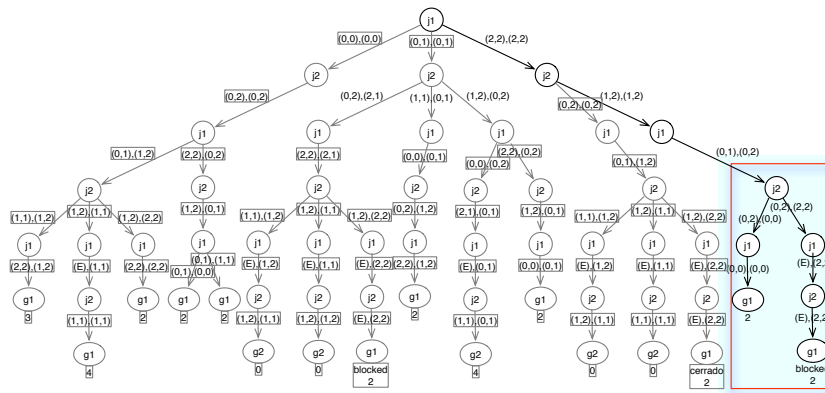 j1
(0,0),(0,0) (0,1),(0,1) (2,2),(2,2)
j2 j2 j2
(0,2),(0,2) (0,2),(2,1) (1,1),(0,1) (1,2),(0,2) (0,2),(0,2) (1,2),(1,2)
j1 j1 j1 j1 j1 j1
(0,1),(1,2) (2,2),(0,2) (2,2),(2,1) (0,0),(0,1) (0,0),(0,2) (2,2),(0,2) (0,1),(1,2) (0,1),(0,2)
j2 j2 j2 j2 j2 j2 j2 j2
(1,1),(1,2) (1,2),(1,1) (1,2),(2,2) (1,2),(0,1) (1,1),(1,2) (1,2),(1,1) (1,2),(2,2) (0,2),(1,2) (2,1),(0,1) (1,2),(0,1) (1,1),(1,2) (1,2),(1,1) (1,2),(2,2) (0,2),(0,0) (0,2),(2,2)
j1 j1 j1 j1 j1 j1 j1 j1 j1 j1 j1 j1 j1 j1 j1
(2,2),(1,2) (E),(1,1) (2,2),(2,2) (0,1),(0,0) (0,1),(1,1) (E),(1,2) (E),(1,1) (E),(2,2) (2,2),(1,2) (E),(0,1) (0,0),(0,1) (E),(1,2) (E),(1,1) (E),(2,2) (0,0),(0,0) (E),(2,2
g1 j2 g1 g1 g1 j2 j2 j2 g1 j2 g1 j2 j2 j2 g1 j2
3 2 2 2 2 2 2
(1,1),(1,1) (1,2),(1,1) (1,2),(1,2) (E),(2,2) (1,1),(0,1) (1,2),(1,1) (1,1),(1,1) (E),(2,2) (E),(2,2
g1 g2 g2 g1 g1 g2 g2 g1 g1
4 0 0 blocked 4 0 0 cerrado blocked
2 2 2